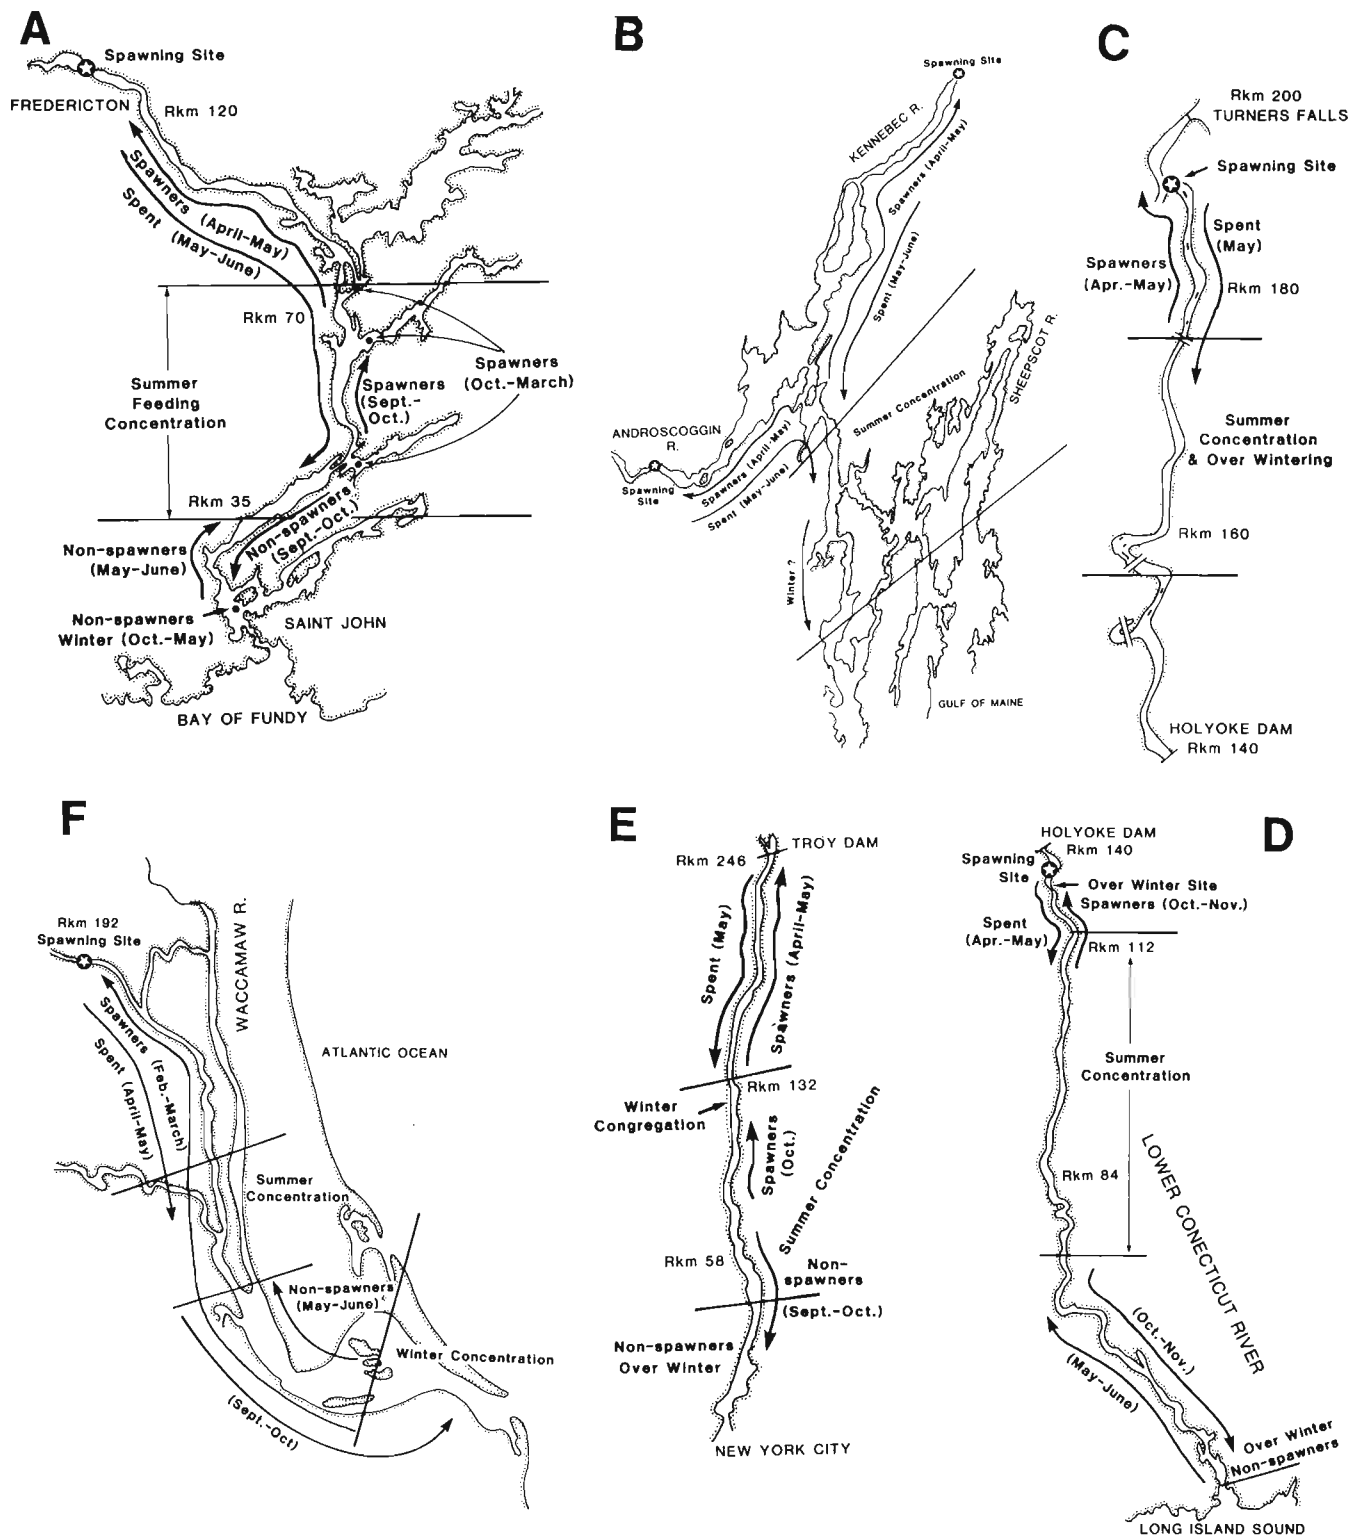 A
Spawning Site
FREDERICTON
Rkm 120
Spawners (April-May)
Spent (May-June)
Rkm 70
Summer
Feeding
Concentration
Spawners
(Sept.-
Oct.)
Spawners
(Oct.-March)
Rkm 35
Non-spawners
(May-June)
Non-spawners
(Sept.-Oct.)
Non-spawners
Winter (Oct.-May)
SAINT JOHN
BAY OF FUNDY
B
Spawning Site
KENNEBEC R.
Spawners (April-May)
Spent (May-June)
SHEEPSCOT R.
Summer Concentration
ANDROSCOGGIN
R.
Spawning
Site
Spawners (April-May)
Spent (May-June)
Winter ?
GULF OF MAINE
C
Rkm 200
TURNERS FALLS
Spawning Site
Spent
(May)
Spawners
(Apr.-May)
Rkm 180
Summer
Concentration
& Over Wintering
Rkm 160
HOLYOKE DAM
Rkm 140
F
Rkm 192
Spawning Site
WACCAMAW R.
Spawners (Feb.-March)
Spent (April-May)
ATLANTIC OCEAN
Summer
Concentration
Non-spawners
(May-June)
Winter Concentration
(Sept.-Oct)
E
TROY DAM
Rkm 246
Spent (May)
Spawners (April-May)
Rkm 132
Winter
Congregation
Spawners
(Oct.)
Summer Concentration
Rkm 58
Non-
spawners
(Sept.-Oct.)
Non-spawners
Over Winter
NEW YORK CITY
D
HOLYOKE DAM
Rkm 140
Spawning
Site
Over Winter Site
Spawners (Oct.-Nov.)
Spent
(Apr.-May)
Rkm 112
Summer
Concentration
Rkm 84
LOWER CONECTICUT RIVER
(Oct.-Nov.)
(May-June)
Over Winter
Non-spawners
LONG ISLAND SOUND